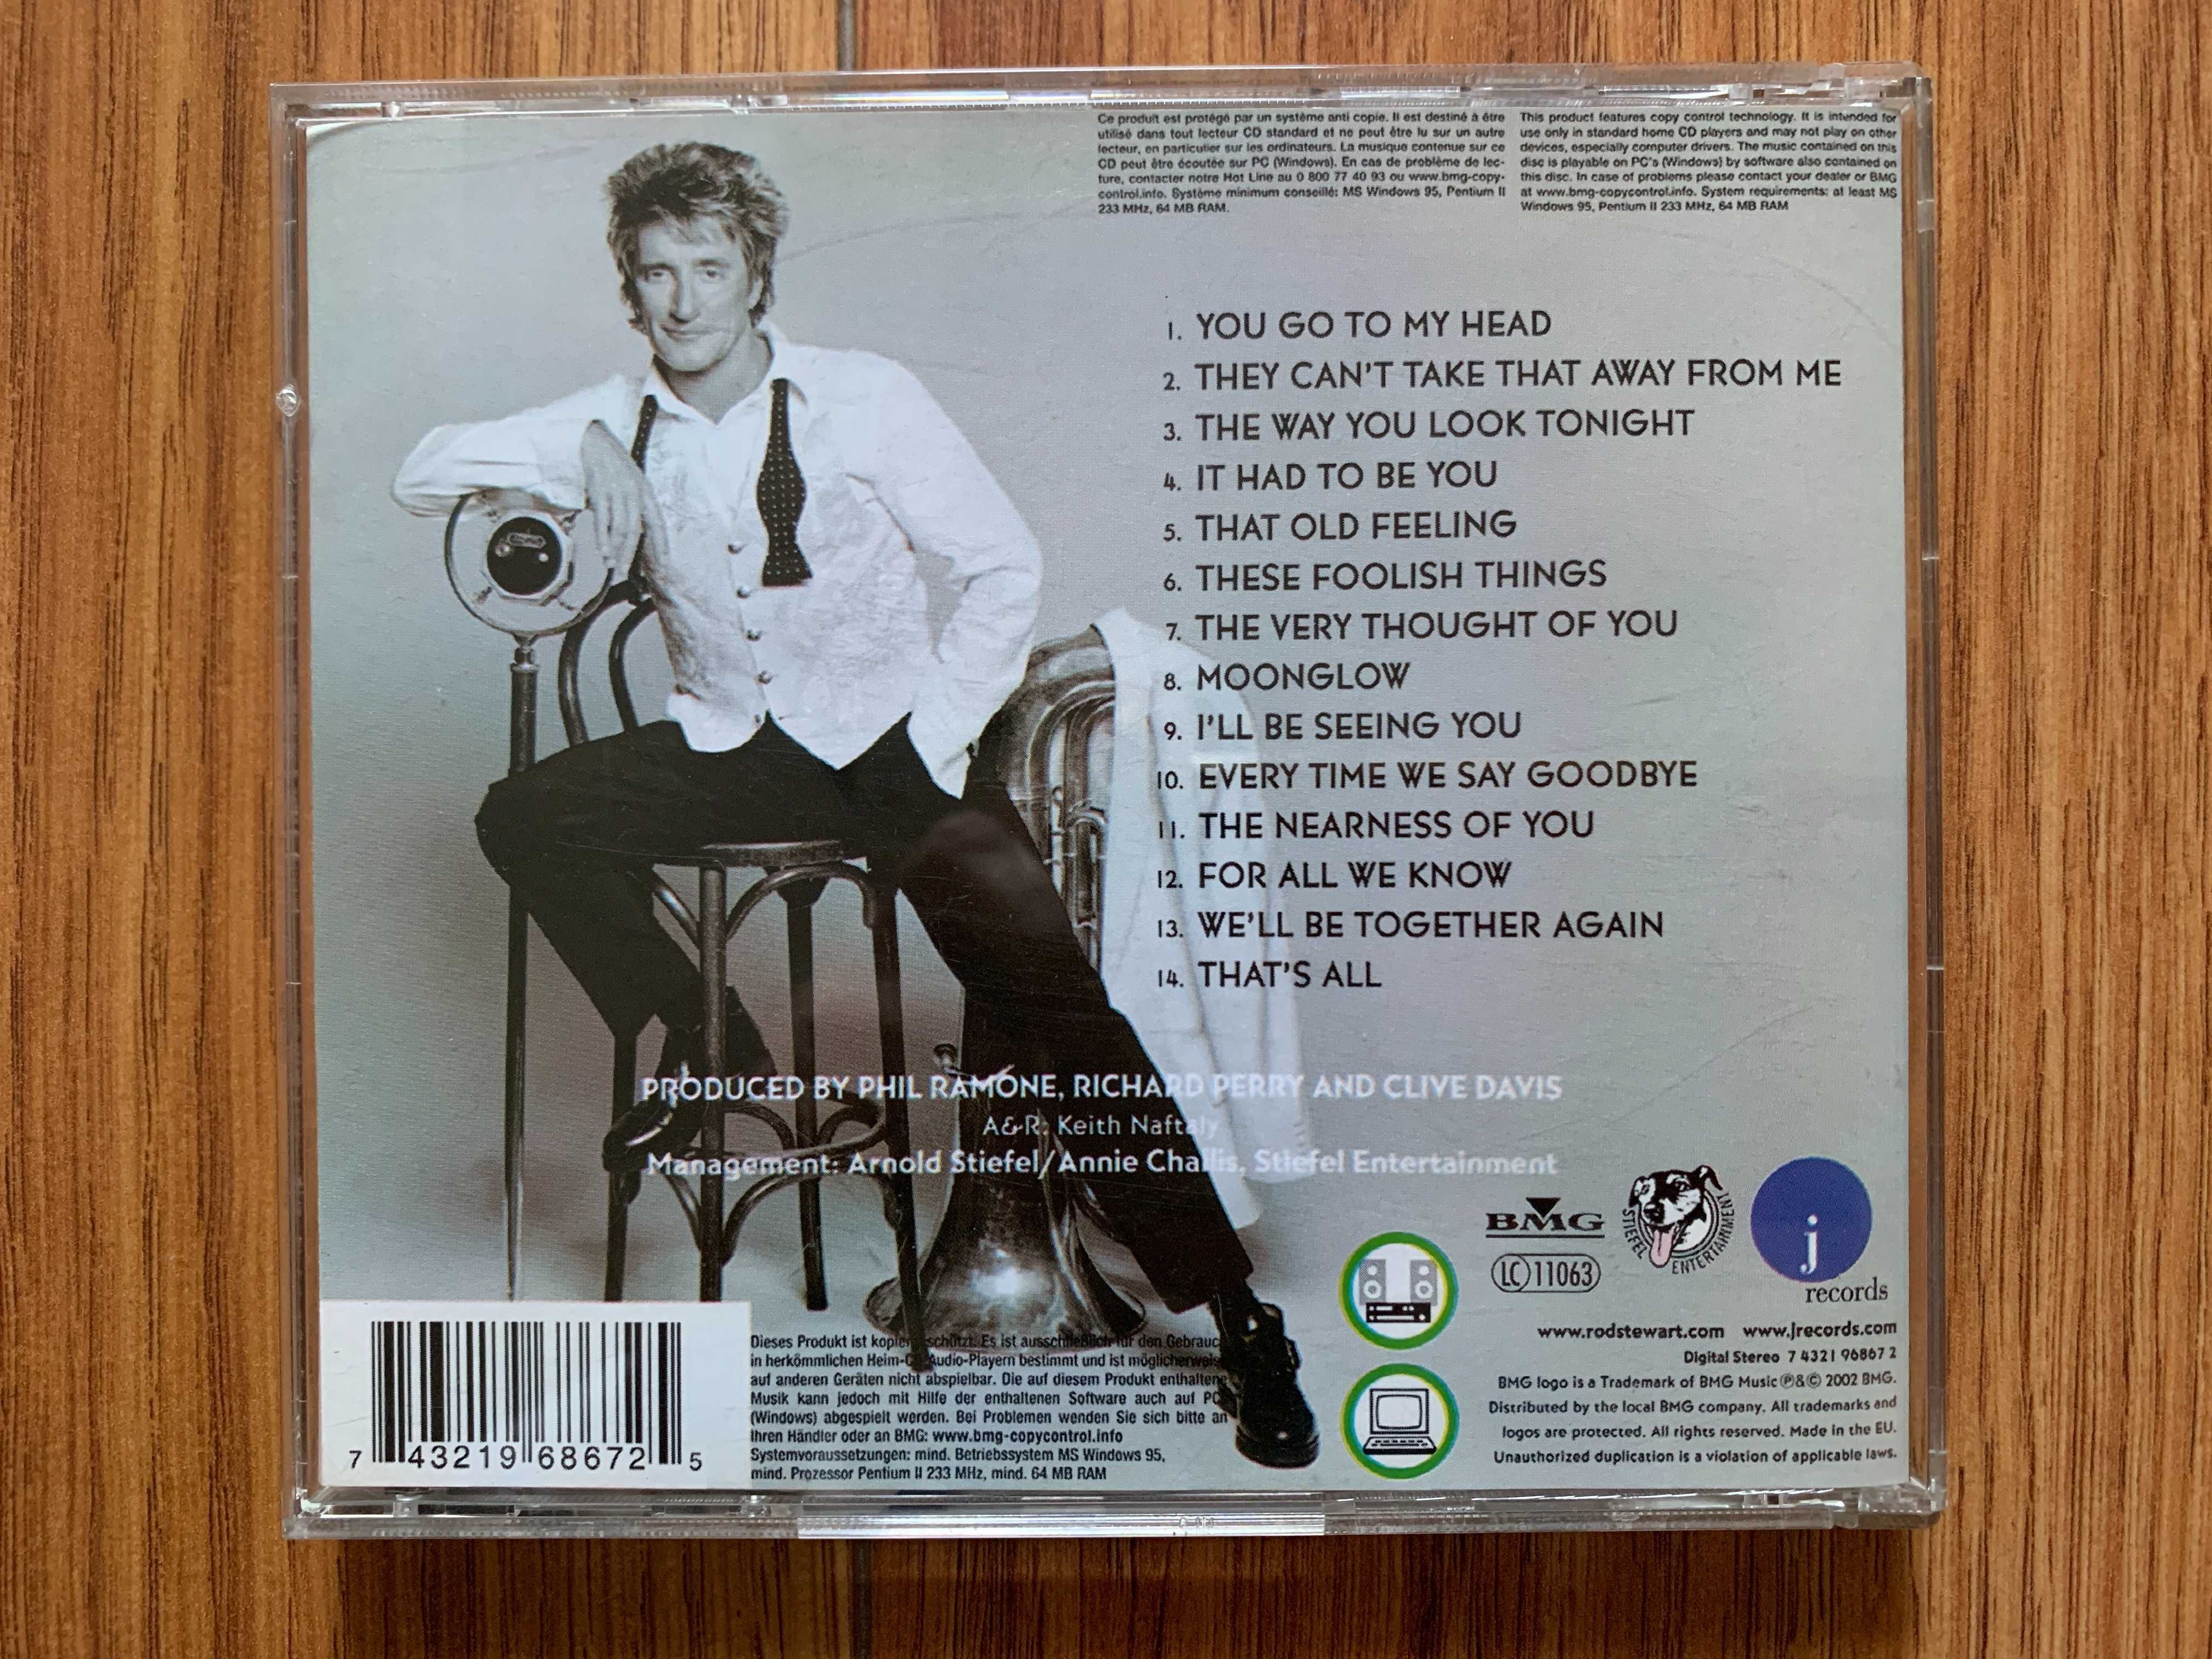 Ce produit est protégé par un système anti copie. Il est destiné à être
utilisé dans tout lecteur CD standard et ne peut être lu sur un autre
lecteur, en particulier sur les ordinateurs. La musique contenue sur ce
CD peut être écoutée sur PC (Windows). En cas de problème de lec-
ture, contacter notre Hot Line au 0 800 77 40 93 ou www.bmg-copy-
control.info. Système minimum conseillé: MS Windows 95, Pentium II
233 MHz, 64 MB RAM.
This product features copy control technology. It is intended for
use only in standard home CD players and may not play on other
devices, especially computer drivers. The music contained on this
disc is playable on PC's (Windows) by software also contained on
this disc. In case of problems please contact your dealer or BMG
at www.bmg-copycontrol.info. System requirements: at least MS
Windows 95, Pentium II 233 MHz, 64 MB RAM
1. YOU GO TO MY HEAD
2. THEY CAN'T TAKE THAT AWAY FROM ME
3. THE WAY YOU LOOK TONIGHT
4. IT HAD TO BE YOU
5. THAT OLD FEELING
6. THESE FOOLISH THINGS
7. THE VERY THOUGHT OF YOU
8. MOONGLOW
9. I'LL BE SEEING YOU
10. EVERY TIME WE SAY GOODBYE
11. THE NEARNESS OF YOU
12. FOR ALL WE KNOW
13. WE'LL BE TOGETHER AGAIN
14. THAT'S ALL
PRODUCED BY PHIL RAMONE, RICHARD PERRY AND CLIVE DAVIS
A&R: Keith Naftaly
Management: Arnold Stiefel/Annie Challis, Stiefel Entertainment
BMG
LC 11063
STIEFEL ENTERTAINMENT
j
records
www.rodstewart.com www.jrecords.com
Digital Stereo 7 4321 96867 2
BMG logo is a Trademark of BMG Music ℗&© 2002 BMG.
Distributed by the local BMG company. All trademarks and
logos are protected. All rights reserved. Made in the EU.
Unauthorized duplication is a violation of applicable laws.
Dieses Produkt ist kopiergeschützt. Es ist ausschließlich für den Gebrauch
in herkömmlichen Heim-CD-Audio-Playern bestimmt und ist möglicherweise
auf anderen Geräten nicht abspielbar. Die auf diesem Produkt enthaltene
Musik kann jedoch mit Hilfe der enthaltenen Software auch auf PC
(Windows) abgespielt werden. Bei Problemen wenden Sie sich bitte an
Ihren Händler oder an BMG: www.bmg-copycontrol.info
Systemvoraussetzungen: mind. Betriebssystem MS Windows 95,
mind. Prozessor Pentium II 233 MHz, mind. 64 MB RAM
7 43219 68672 5